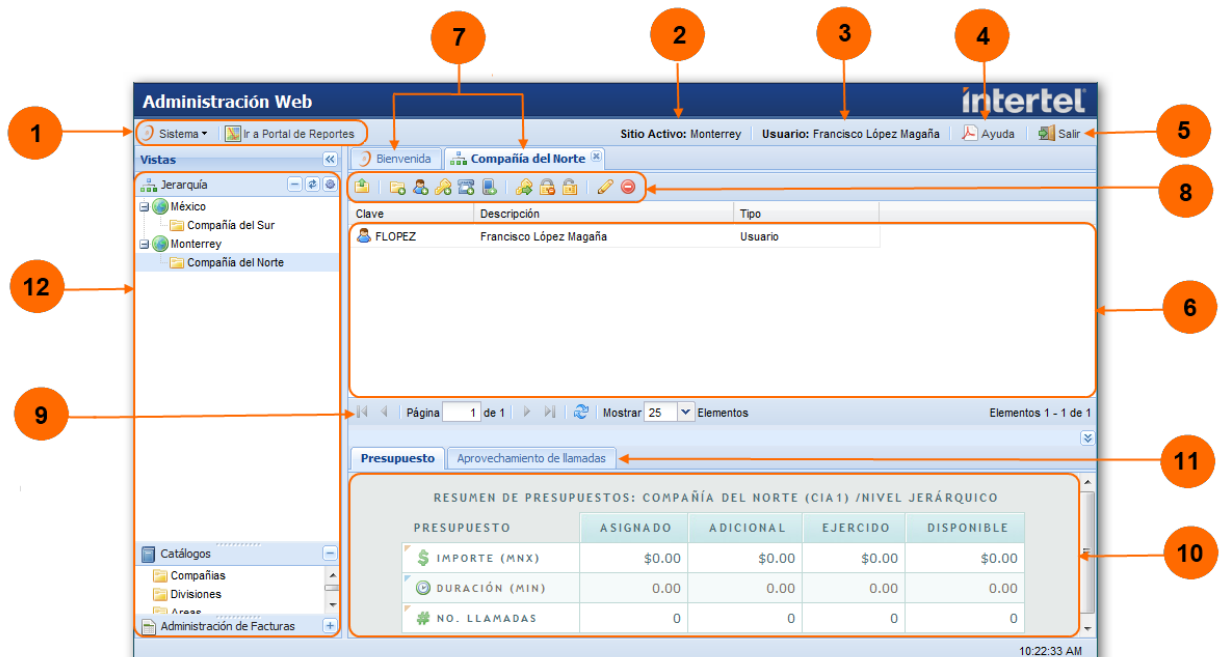 7
2
3
4
Administración Web
intertel
1
Sistema
Ir a Portal de Reportes
Sitio Activo: Monterrey
Usuario: Francisco López Magaña
Ayuda
Salir
5
Vistas
Bienvenida
Compañía del Norte
Jerarquía
8
México
Clave Descripción Tipo
Compañía del Sur
FLOPEZ Francisco López Magaña Usuario
Monterrey
Compañía del Norte
12
6
9
Página 1 de 1
Mostrar 25 Elementos
Elementos 1 - 1 de 1
Presupuesto
Aprovechamiento de llamadas
11
RESUMEN DE PRESUPUESTOS: COMPAÑÍA DEL NORTE (CIA1) /NIVEL JERÁRQUICO
PRESUPUESTO ASIGNADO ADICIONAL EJERCIDO DISPONIBLE
Catálogos
$ IMPORTE (MNX) $0.00 $0.00 $0.00 $0.00
10
Compañias
DURACIÓN (MIN) 0.00 0.00 0.00 0.00
Divisiones
Areas
# NO. LLAMADAS 0 0 0 0
Administración de Facturas
10:22:33 AM